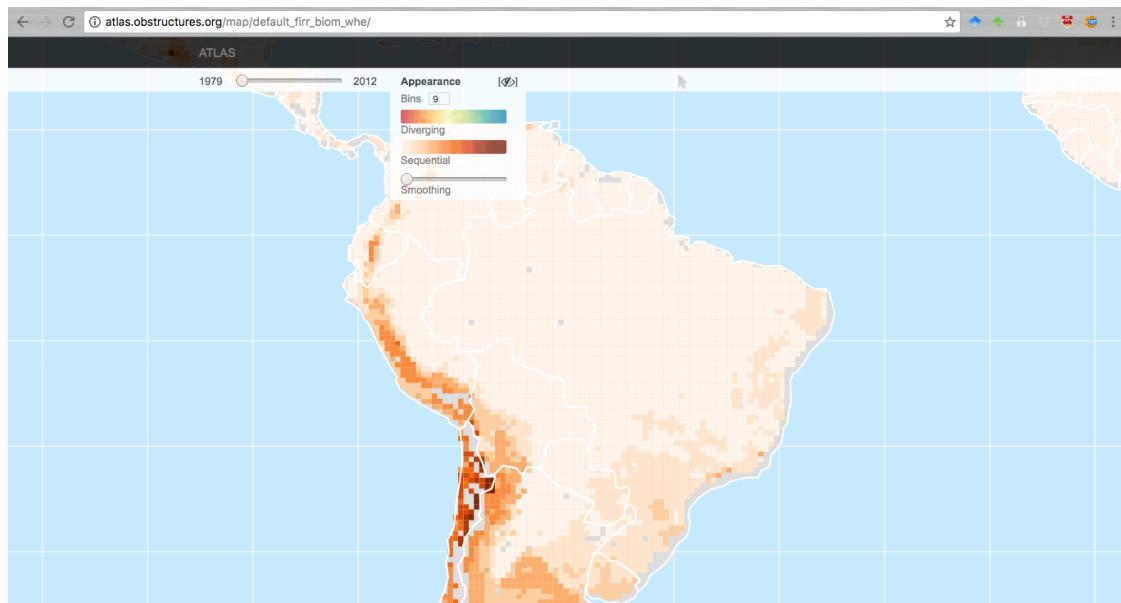 atlas.obstructures.org/map/default_firr_biom_whe/
ATLAS
1979 2012 Appearance
Bins 9
Diverging
Sequential
Smoothing